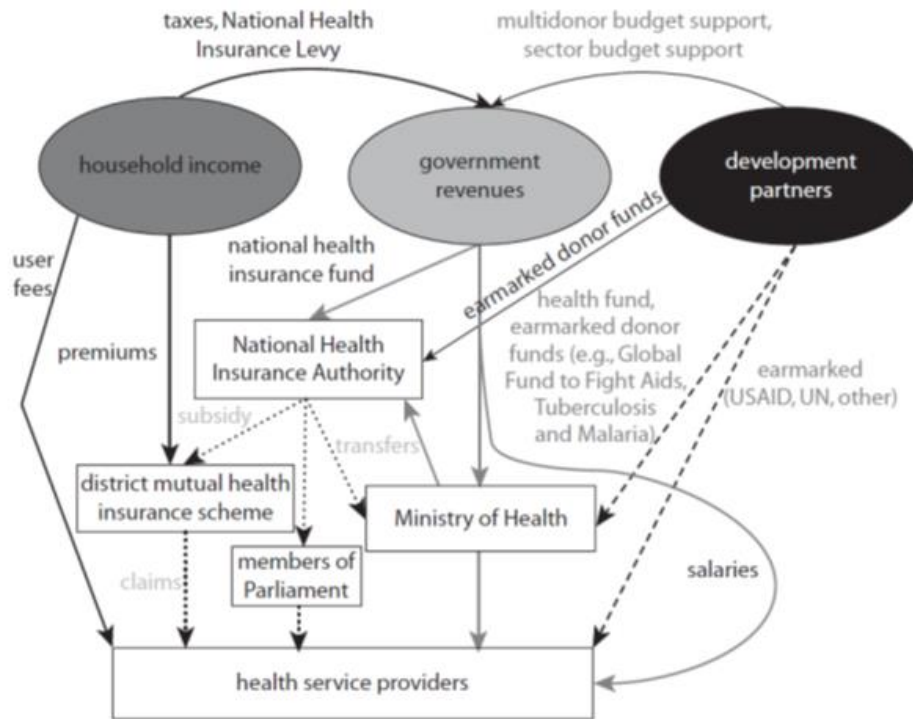 taxes, National Health
Insurance Levy
multidonor budget support,
sector budget support
household income
government
revenues
development
partners
user
fees
national health
insurance fund
earmarked donor funds
premiums
National Health
Insurance Authority
health fund,
earmarked donor
funds (e.g., Global
Fund to Fight Aids,
Tuberculosis
and Malaria)
earmarked
(USAID, UN, other)
subsidy
transfers
district mutual health
insurance scheme
Ministry of Health
members of
Parliament
claims
salaries
health service providers